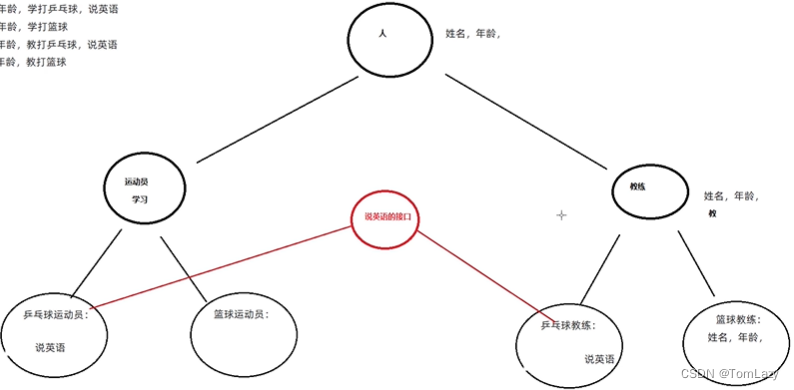 年龄，学打乒乓球，说英语
年龄，学打篮球
年龄，教打乒乓球，说英语
年龄，教打篮球
人
姓名，年龄，
运动员
学习
说英语的接口
教练
姓名，年龄，
教
乒乓球运动员：
说英语
篮球运动员：
乒乓球教练：
说英语
篮球教练：
姓名，年龄，
CSDN @TomLazy